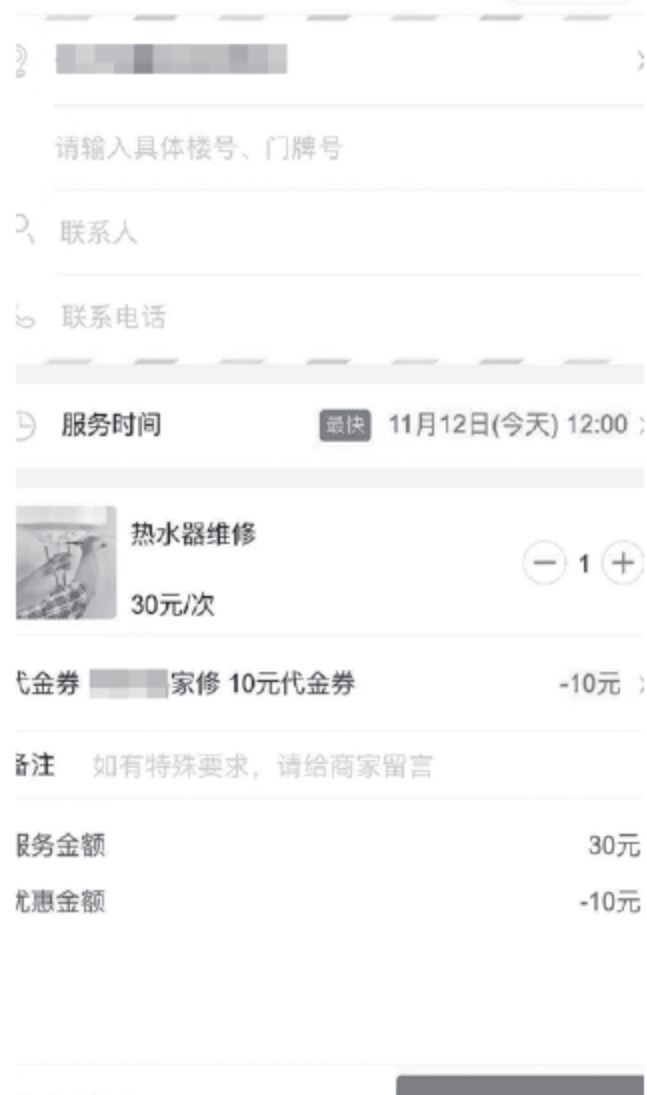 请输入具体楼号、门牌号
联系人
联系电话
服务时间 最快 11月12日(今天) 12:00
热水器维修
1
30元/次
代金券 家修 10元代金券 -10元
备注 如有特殊要求，请给商家留言
服务金额 30元
优惠金额 -10元